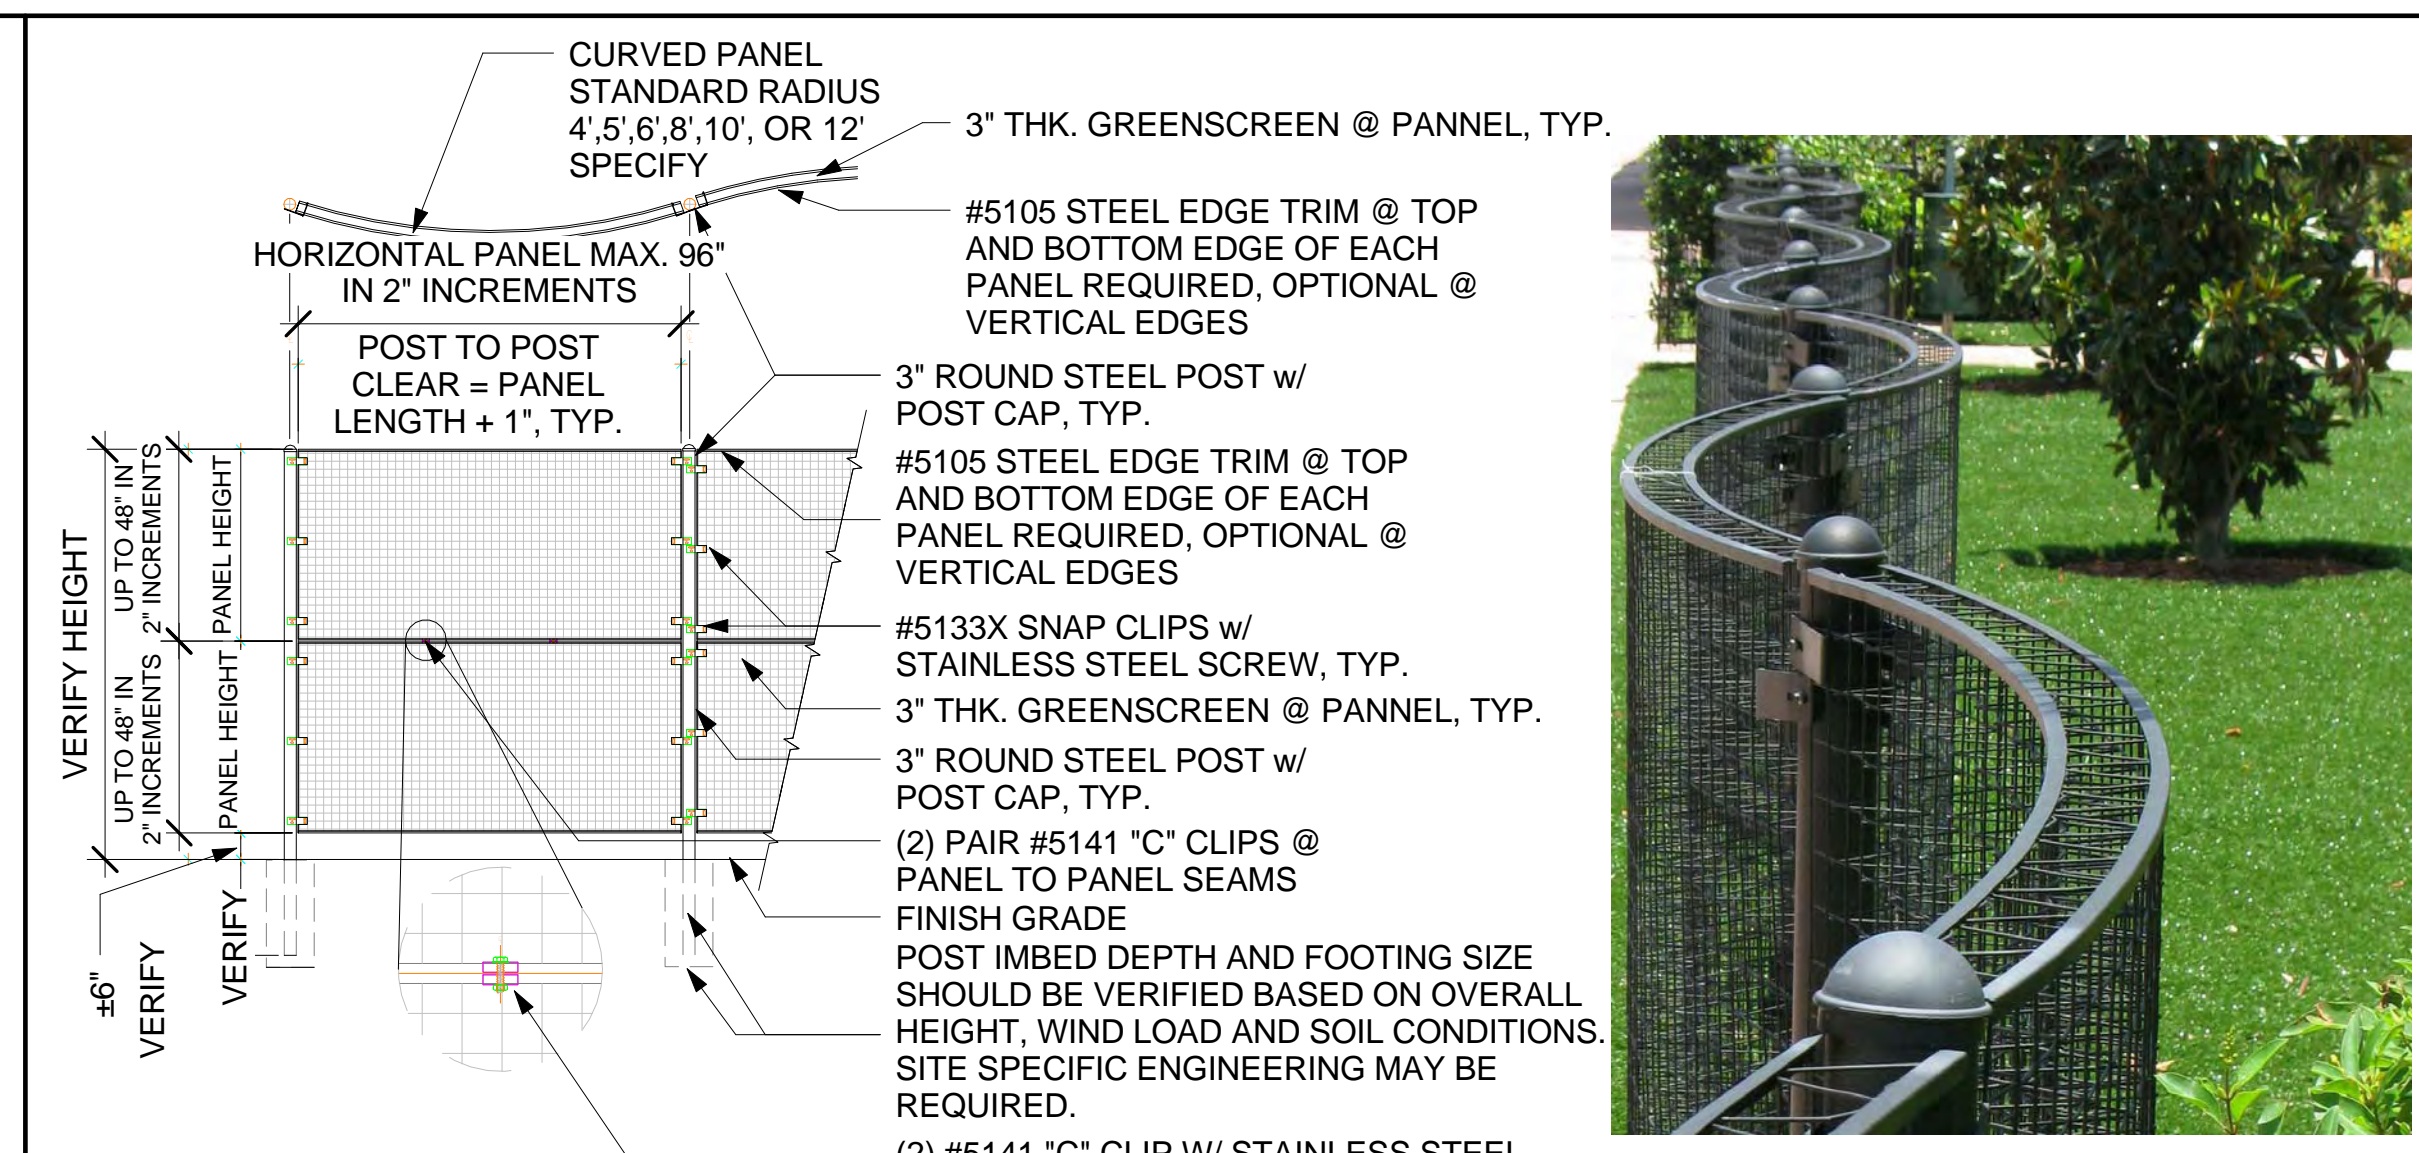 CURVED PANEL
STANDARD RADIUS
4',5',6',8',10', OR 12'
SPECIFY
3" THK. GREENSCREEN @ PANNEL, TYP.
#5105 STEEL EDGE TRIM @ TOP
AND BOTTOM EDGE OF EACH
PANEL REQUIRED, OPTIONAL @
VERTICAL EDGES
HORIZONTAL PANEL MAX. 96"
IN 2" INCREMENTS
POST TO POST
CLEAR = PANEL
LENGTH + 1", TYP.
3" ROUND STEEL POST w/
POST CAP, TYP.
#5105 STEEL EDGE TRIM @ TOP
AND BOTTOM EDGE OF EACH
PANEL REQUIRED, OPTIONAL @
VERTICAL EDGES
#5133X SNAP CLIPS w/
STAINLESS STEEL SCREW, TYP.
3" THK. GREENSCREEN @ PANNEL, TYP.
3" ROUND STEEL POST w/
POST CAP, TYP.
(2) PAIR #5141 "C" CLIPS @
PANEL TO PANEL SEAMS
FINISH GRADE
POST IMBED DEPTH AND FOOTING SIZE
SHOULD BE VERIFIED BASED ON OVERALL
HEIGHT, WIND LOAD AND SOIL CONDITIONS.
SITE SPECIFIC ENGINEERING MAY BE
REQUIRED.
(2) #5141 "C" CLIP W/ STAINLESS STEEL
VERIFY HEIGHT
UP TO 48" IN
2" INCREMENTS
PANEL HEIGHT
UP TO 48" IN
2" INCREMENTS
PANEL HEIGHT
±6"
VERIFY
VERIFY